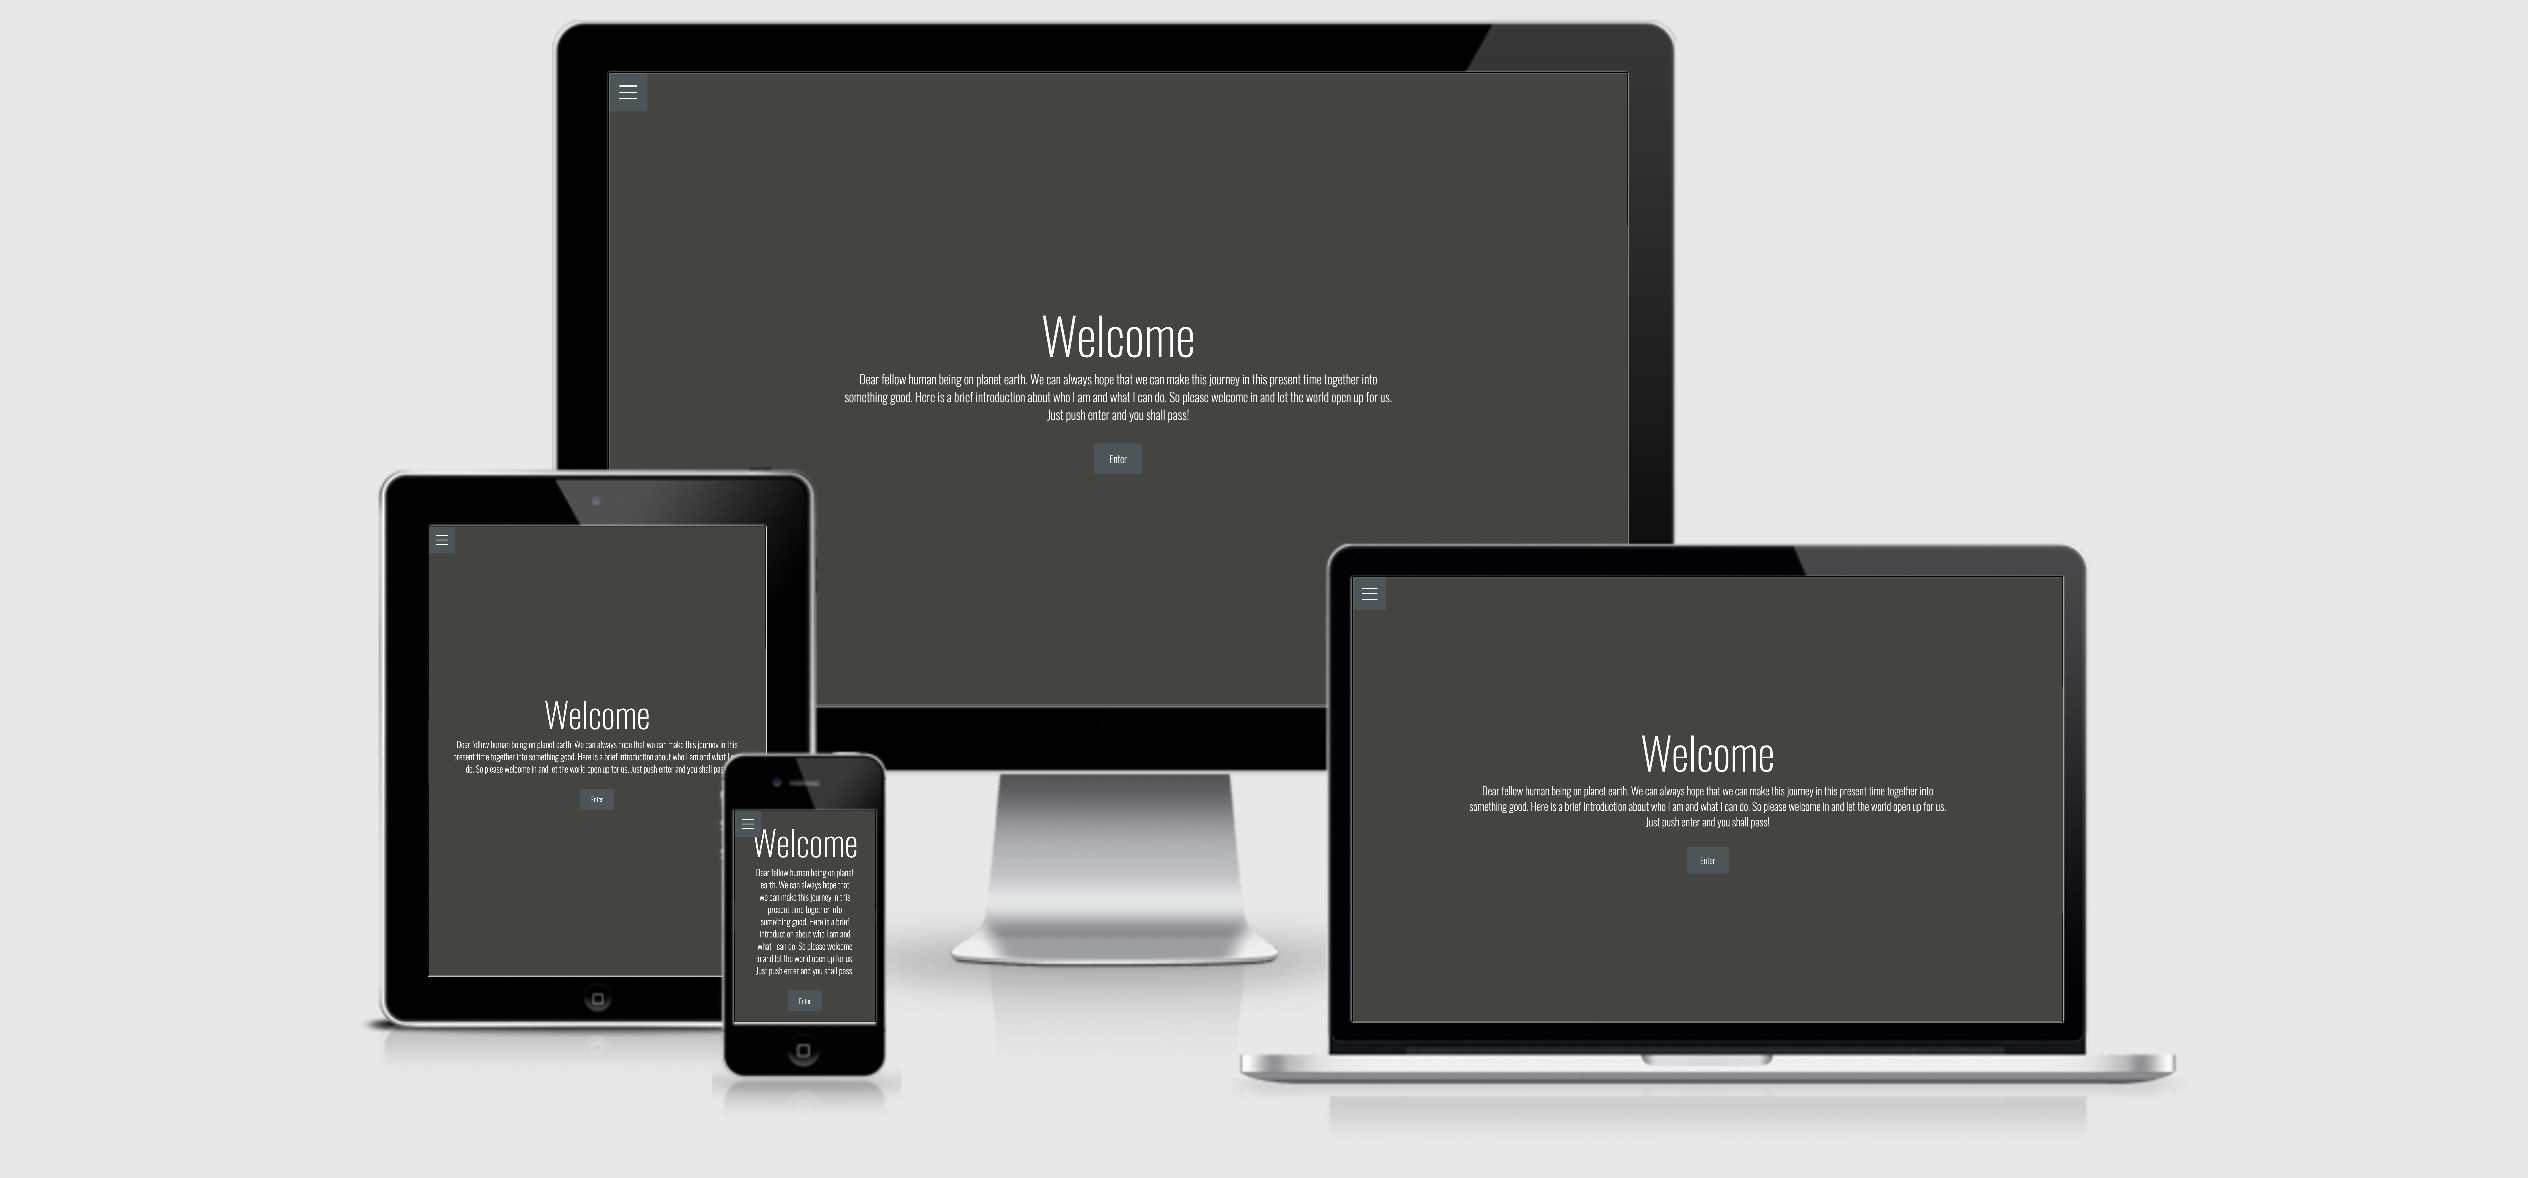 Welcome
Dear fellow human being on planet earth. We can always hope that we can make this journey in this present time together into
something good. Here is a brief introduction about who I am and what I can do. So please welcome in and let the world open up for us.
Just push enter and you shall pass!
Enter
Welcome
Dear fellow human being on planet earth. We can always hope that we can make this journey in this
present time together into something good. Here is a brief introduction about who I am and what I
do. So please welcome in and let the world open up for us. Just push enter and you shall
Enter
Welcome
Dear fellow human being on planet
earth. We can always hope that
we can make this journey in this
present time together into
something good. Here is a brief
introduction about who I am and
what I can do. So please welcome
in and let the world open up for us.
Just push enter and you shall pass
Enter
Welcome
Dear fellow human being on planet earth. We can always hope that we can make this journey in this present time together into
something good. Here is a brief introduction about who I am and what I can do. So please welcome in and let the world open up for us.
Just push enter and you shall pass!
Enter